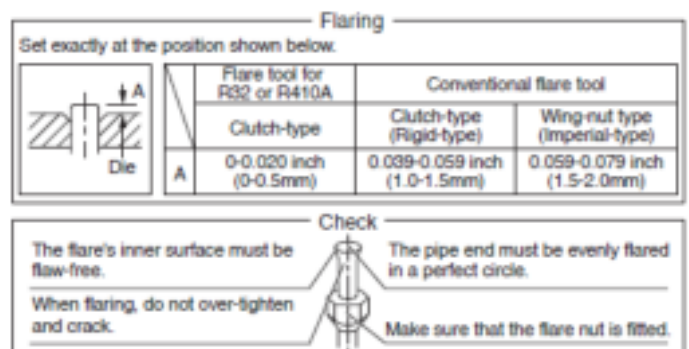 Flaring
Set exactly at the position shown below.
A
Die
Flare tool for
R32 or R410A
Conventional flare tool
Clutch-type
Clutch-type
(Rigid-type)
Wing-nut type
(Imperial-type)
A
0-0.020 inch
(0-0.5mm)
0.039-0.059 inch
(1.0-1.5mm)
0.059-0.079 inch
(1.5-2.0mm)
Check
The flare's inner surface must be
flaw-free.
The pipe end must be evenly flared
in a perfect circle.
When flaring, do not over-tighten
and crack.
Make sure that the flare nut is fitted.